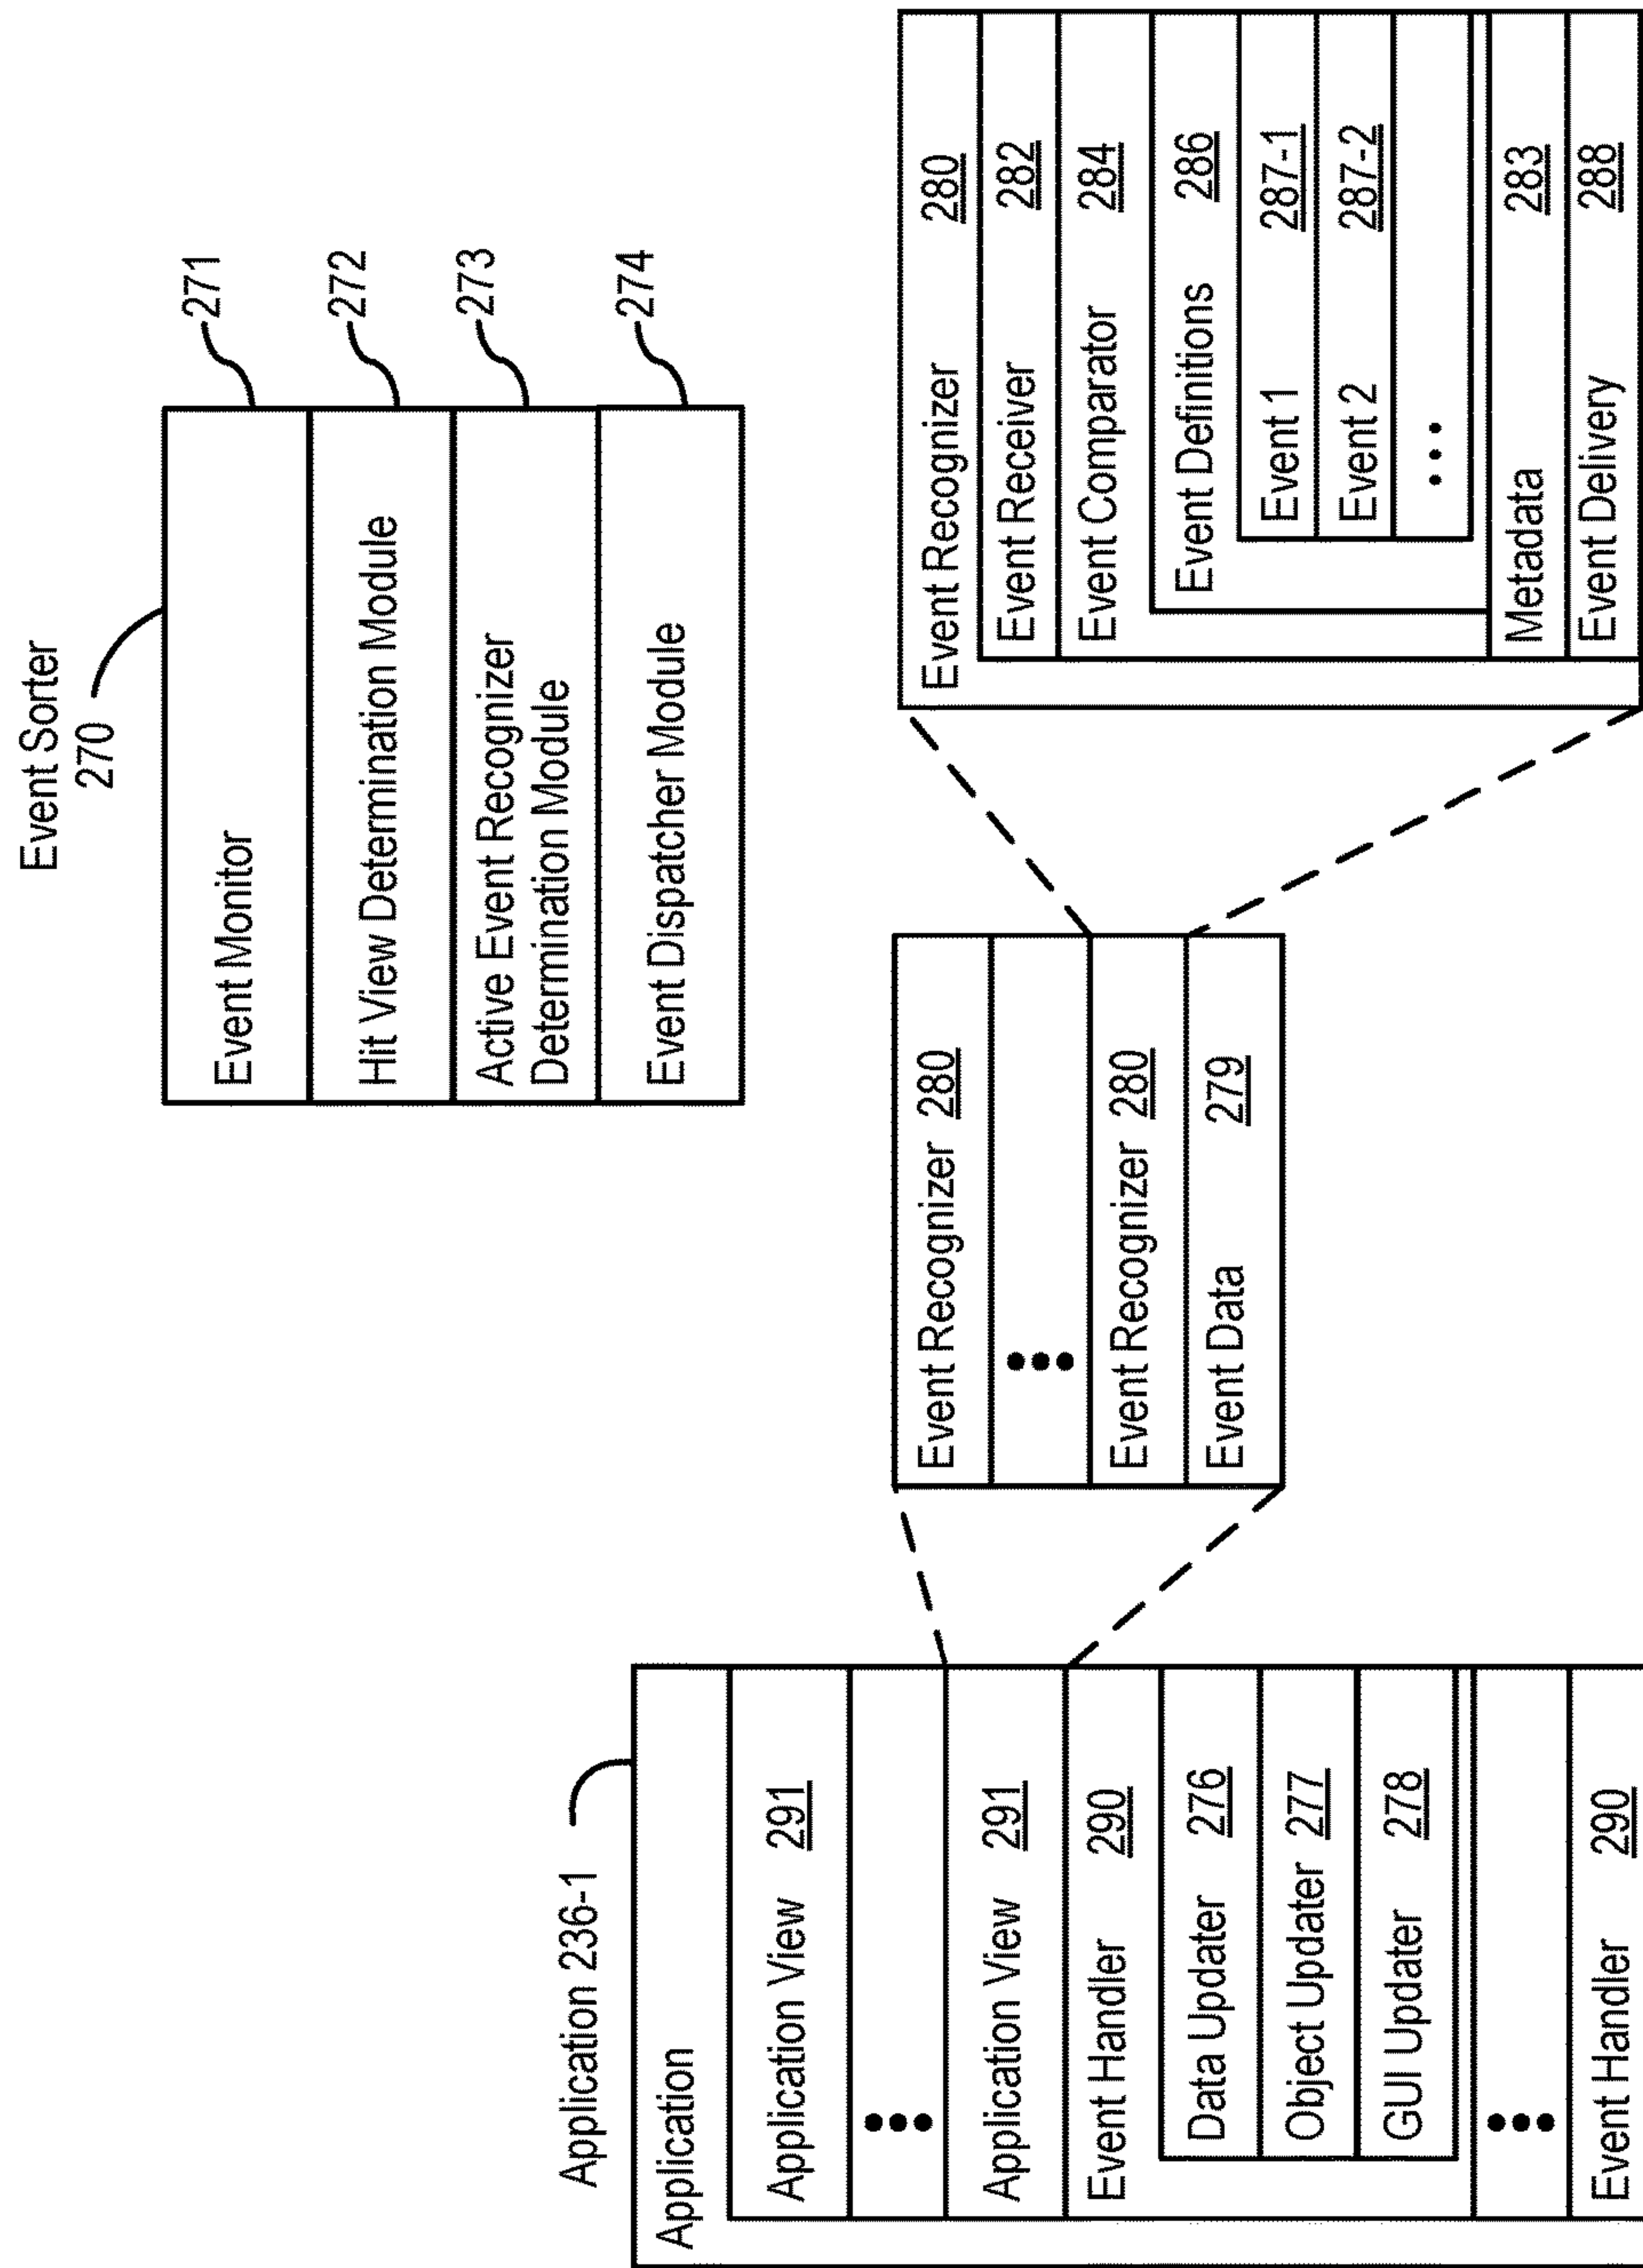 Event Sorter
270
Event Monitor
271
Hit View Determination Module
272
Active Event Recognizer
Determination Module
273
Event Dispatcher Module
274
Application 236-1
Application
Application View 291
•••
Application View 291
Event Handler 290
Data Updater 276
Object Updater 277
GUI Updater 278
•••
Event Handler 290
Event Recognizer 280
•••
Event Recognizer 280
Event Data 279
Event Recognizer 280
Event Receiver 282
Event Comparator 284
Event Definitions 286
Event 1 287-1
Event 2 287-2
•••
Metadata 283
Event Delivery 288